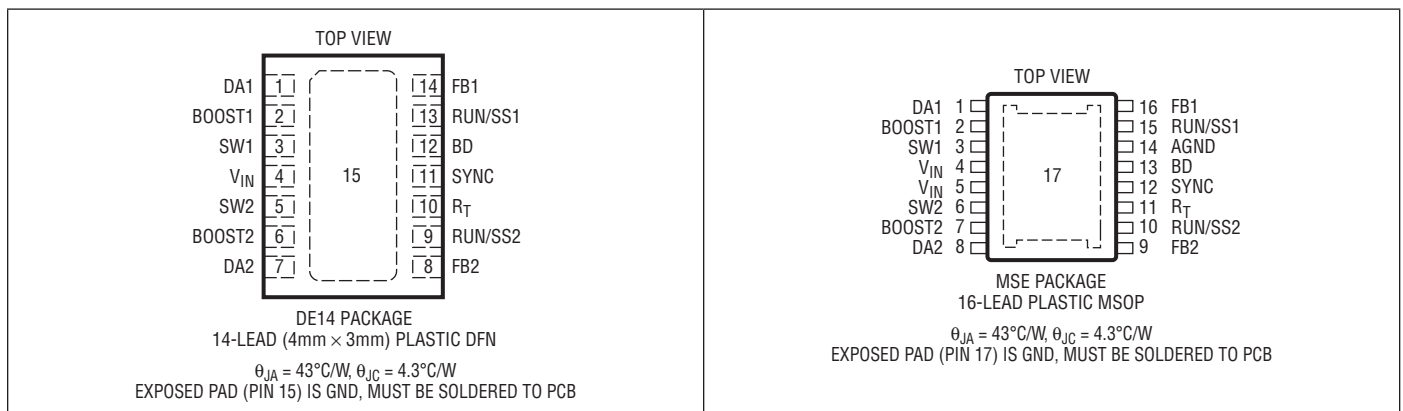 TOP VIEW
DA1 1
BOOST1 2
SW1 3
VIN 4
SW2 5
BOOST2 6
DA2 7
15
14 FB1
13 RUN/SS1
12 BD
11 SYNC
10 RT
9 RUN/SS2
8 FB2
DE14 PACKAGE
14-LEAD (4mm × 3mm) PLASTIC DFN
θJA = 43°C/W, θJC = 4.3°C/W
EXPOSED PAD (PIN 15) IS GND, MUST BE SOLDERED TO PCB
TOP VIEW
DA1 1
BOOST1 2
SW1 3
VIN 4
VIN 5
SW2 6
BOOST2 7
DA2 8
17
16 FB1
15 RUN/SS1
14 AGND
13 BD
12 SYNC
11 RT
10 RUN/SS2
9 FB2
MSE PACKAGE
16-LEAD PLASTIC MSOP
θJA = 43°C/W, θJC = 4.3°C/W
EXPOSED PAD (PIN 17) IS GND, MUST BE SOLDERED TO PCB